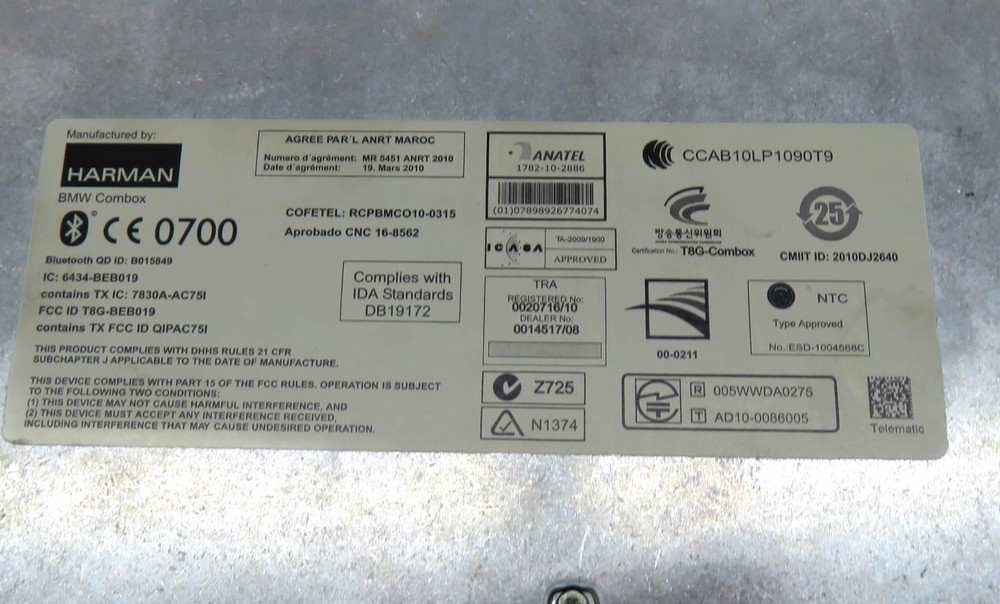 Manufactured by:
HARMAN
BMW Combox
CE 0700
Bluetooth QD ID: B015849
IC: 6434-BEB019
contains TX IC: 7830A-AC75I
FCC ID T8G-BEB019
contains TX FCC ID QIPAC75I
THIS PRODUCT COMPLIES WITH DHHS RULES 21 CFR
SUBCHAPTER J APPLICABLE TO THE DATE OF MANUFACTURE.
THIS DEVICE COMPLIES WITH PART 15 OF THE FCC RULES. OPERATION IS SUBJECT
TO THE FOLLOWING TWO CONDITIONS:
(1) THIS DEVICE MAY NOT CAUSE HARMFUL INTERFERENCE, AND
(2) THIS DEVICE MUST ACCEPT ANY INTERFERENCE RECEIVED,
INCLUDING INTERFERENCE THAT MAY CAUSE UNDESIRED OPERATION.
AGREE PAR´L ANRT MAROC
Numero d´agrément: MR 5451 ANRT 2010
Date d´agrément: 19. Mars 2010
COFETEL: RCPBMCO10-0315
Aprobado CNC 16-8562
Complies with
IDA Standards
DB19172
ANATEL
1782-10-2886
(01)07898926774074
ICASA
TA-2009/1900
APPROVED
TRA
REGISTERED No:
0020716/10
DEALER No:
0014517/08
Z725
N1374
CCAB10LP1090T9
방송통신위원회
Certification No.: T8G-Combox
25
CMIIT ID: 2010DJ2640
00-0211
NTC
Type Approved
No.:ESD-1004568C
R 005WWDA0275
T AD10-0086005
Telematic